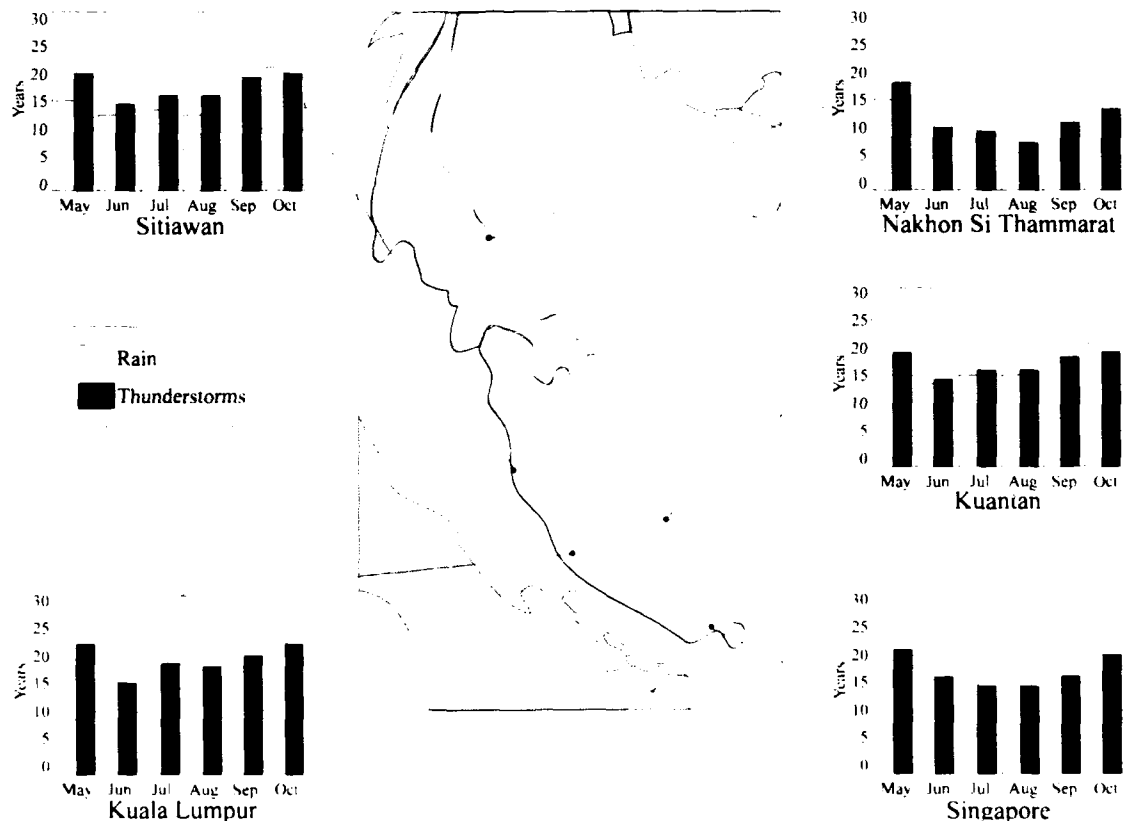 30
25
20
15
10
5
0
Years
May Jun Jul Aug Sep Oct
Sitiawan
30
25
20
15
10
5
0
Years
May Jun Jul Aug Sep Oct
Nakhon Si Thammarat
Rain
Thunderstorms
30
25
20
15
10
5
0
Years
May Jun Jul Aug Sep Oct
Kuantan
30
25
20
15
10
5
0
Years
May Jun Jul Aug Sep Oct
Kuala Lumpur
30
25
20
15
10
5
0
Years
May Jun Jul Aug Sep Oct
Singapore